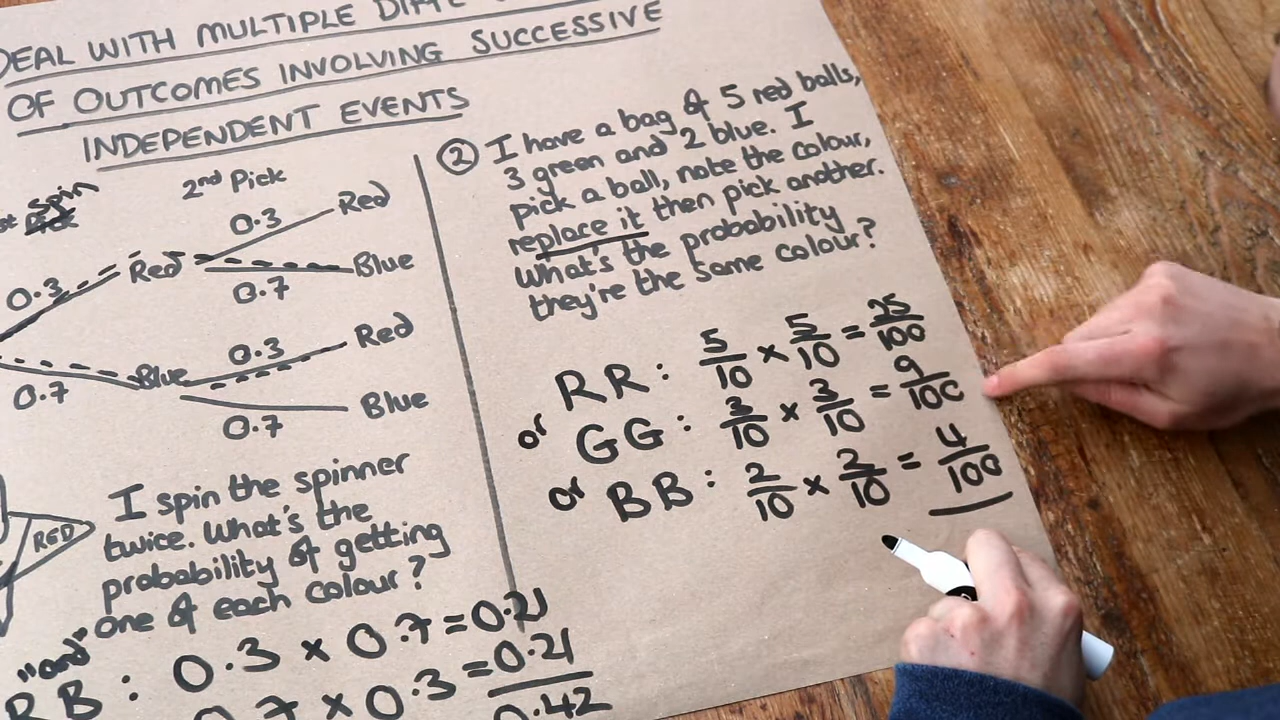 DEAL WITH MULTIPLE
OF OUTCOMES INVOLVING SUCCESSIVE
INDEPENDENT EVENTS
spin
2nd Pick
0.3
Red
0.3
Red
Blue
0.7
0.3
Red
0.7
Blue
0.7
Blue
RED
I spin the spinner
twice. What's the
probability of getting
one of each colour?
"and"
RB: 0.3 × 0.7 = 0.21
0.7 × 0.3 = 0.21
0.42
② I have a bag of 5 red balls,
3 green and 2 blue. I
pick a ball, note the colour,
replace it then pick another.
What's the probability
they're the same colour?
RR: 5/10 × 5/10 = 25/100
or GG: 3/10 × 3/10 = 9/100
or BB: 2/10 × 2/10 = 4/100